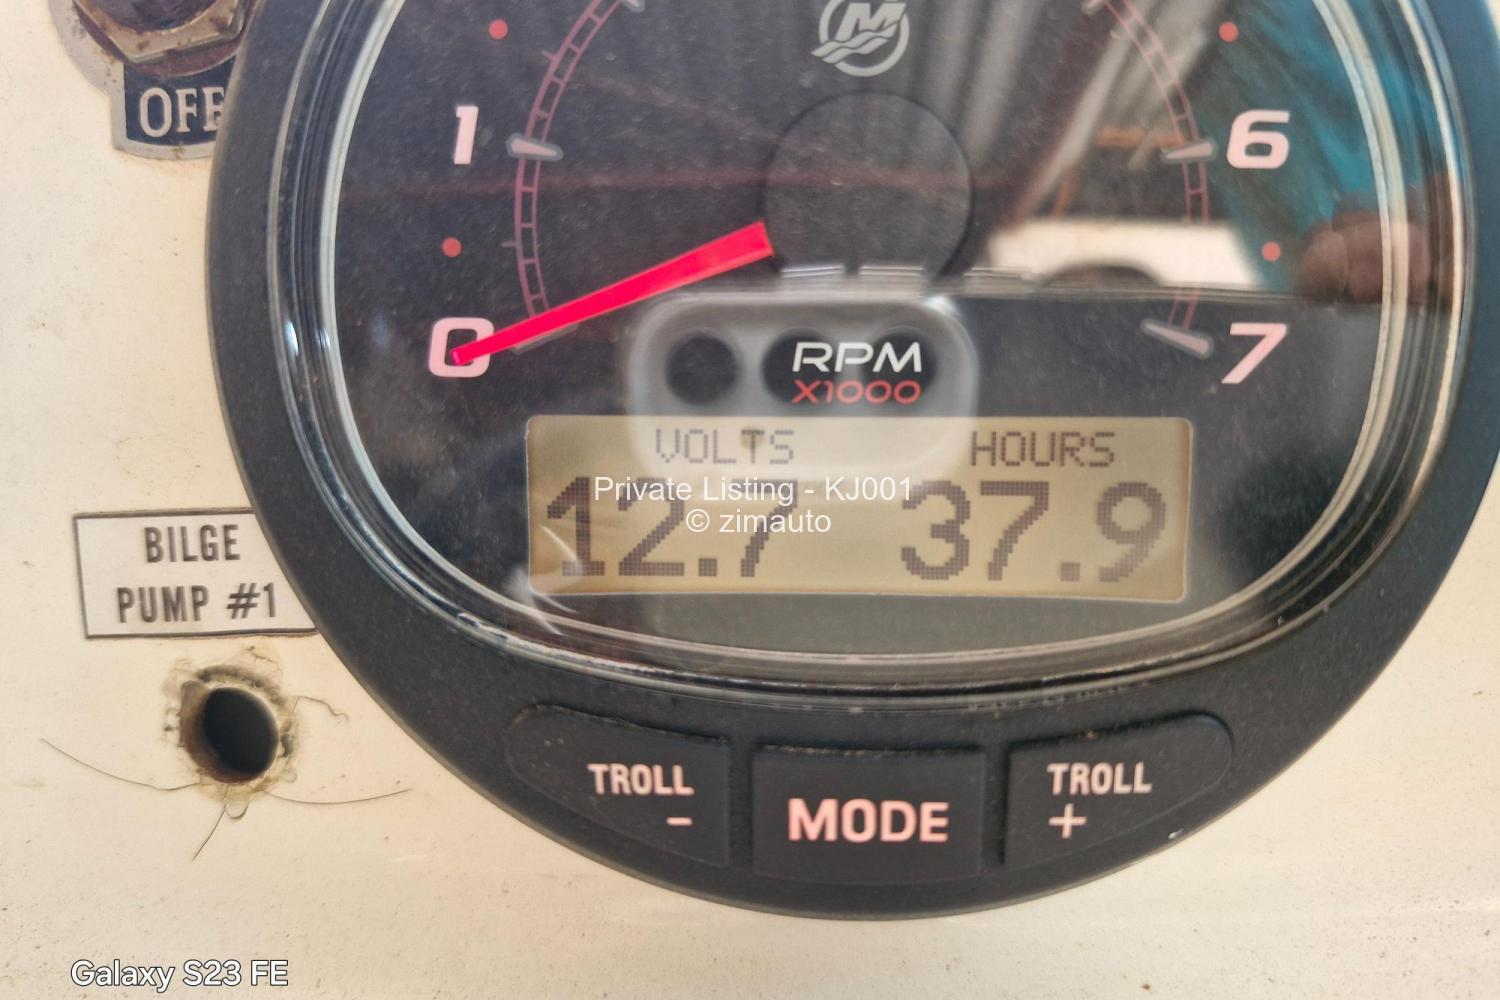 OFF
1
6
0
7
RPM
X1000
VOLTS HOURS
12.7 37.9
Private Listing - KJ001
© zimauto
BILGE
PUMP #1
TROLL
-
MODE
TROLL
+
Galaxy S23 FE